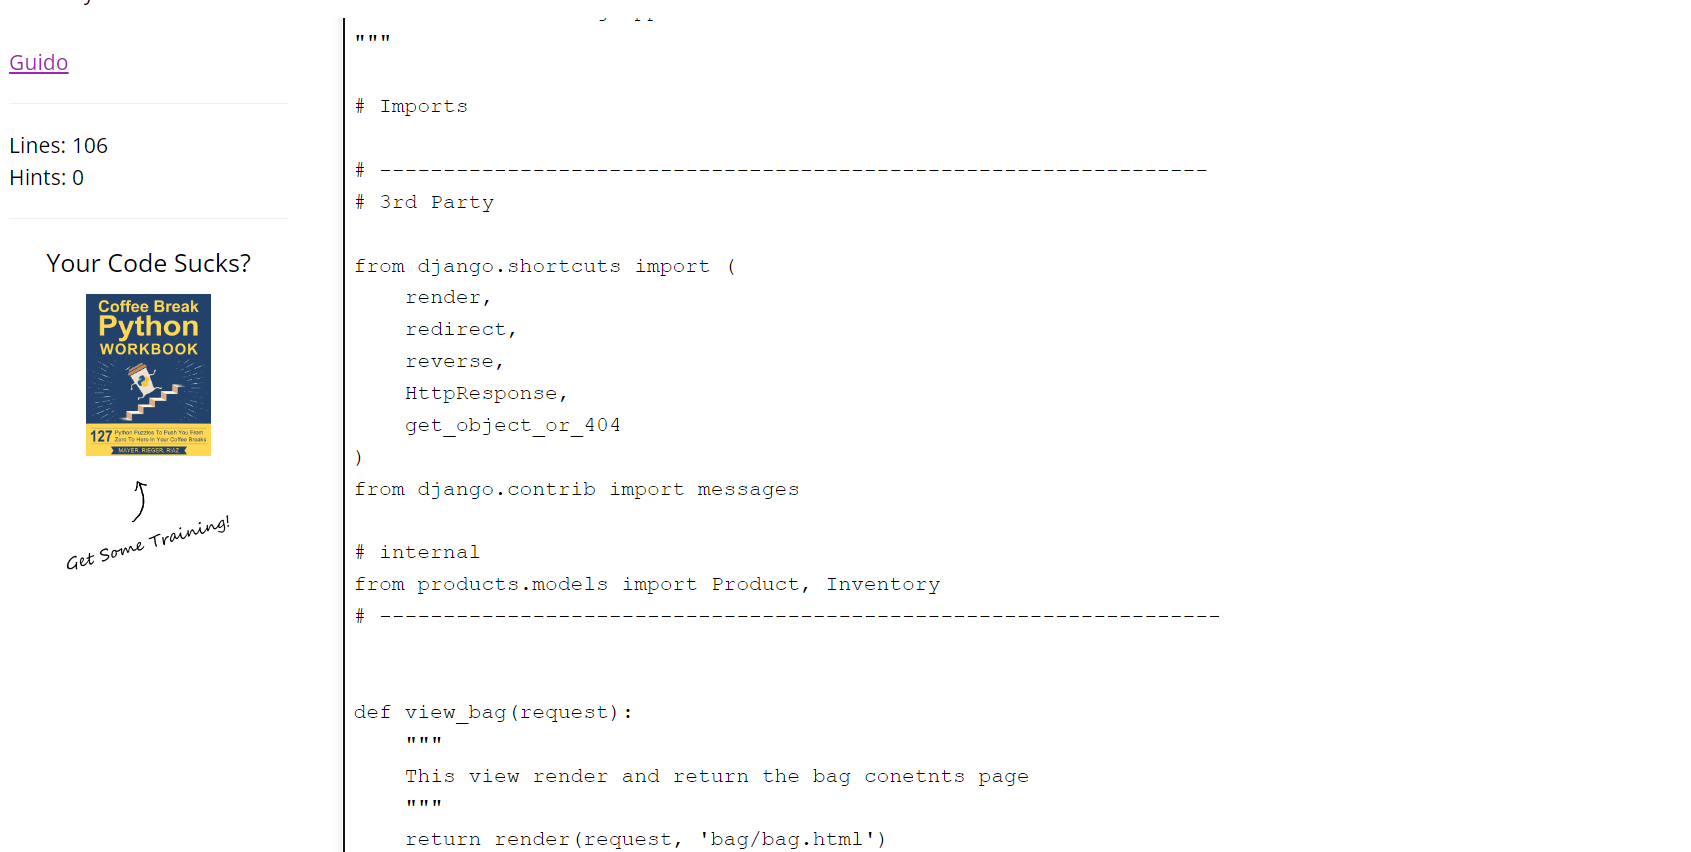 Guido
Lines: 106
Hints: 0
Your Code Sucks?
Coffee Break
Python
WORKBOOK
127 Python Puzzles To Push You From
Zero To Hero In Your Coffee Breaks
MAYER, RIEGER, RIAZ
Get Some Training!
"""
# Imports
# -----------------------------------------------------------------
# 3rd Party
from django.shortcuts import (
    render,
    redirect,
    reverse,
    HttpResponse,
    get_object_or_404
)
from django.contrib import messages
# internal
from products.models import Product, Inventory
# ------------------------------------------------------------------
def view_bag(request):
    """
    This view render and return the bag conetnts page
    """
    return render(request, 'bag/bag.html')